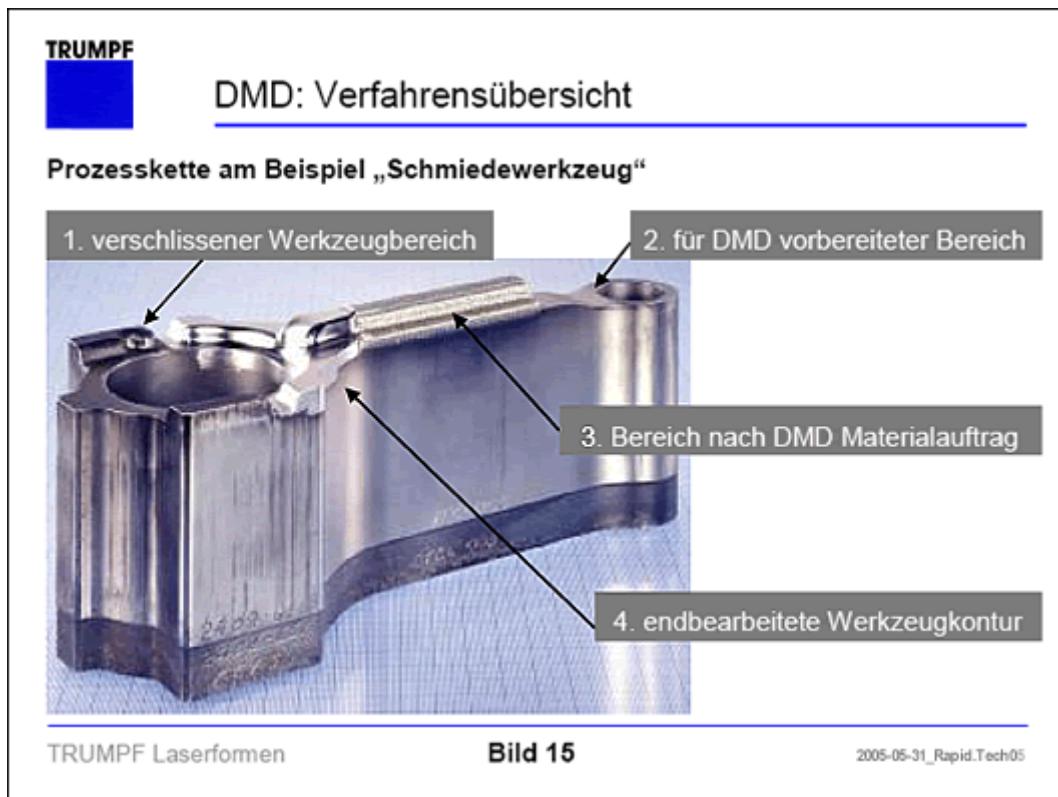 TRUMPF
DMD: Verfahrensübersicht
Prozesskette am Beispiel „Schmiedewerkzeug“
1. verschlissener Werkzeugbereich
2. für DMD vorbereiteter Bereich
3. Bereich nach DMD Materialauftrag
4. endbearbeitete Werkzeugkontur
TRUMPF Laserformen
Bild 15
2005-05-31_Rapid.Tech05